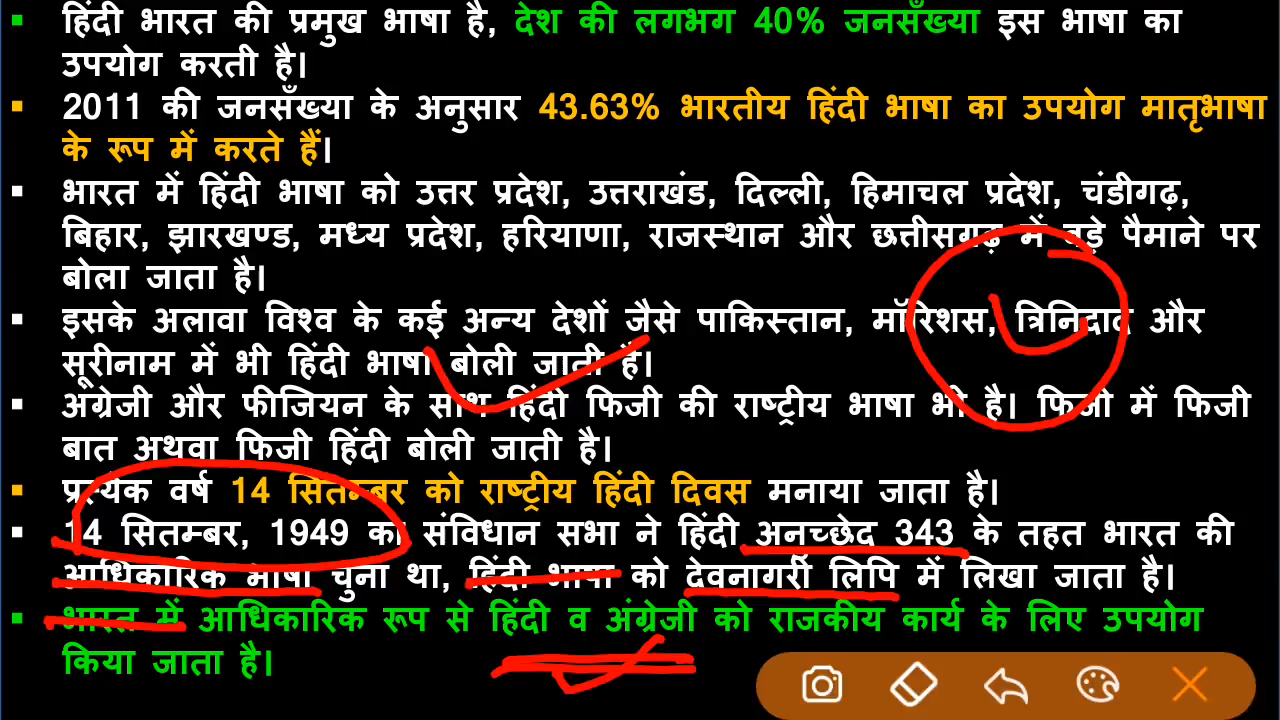 हिंदी भारत की प्रमुख भाषा है, देश की लगभग 40% जनसँख्या इस भाषा का
उपयोग करती है।
2011 की जनसँख्या के अनुसार 43.63% भारतीय हिंदी भाषा का उपयोग मातृभाषा
के रूप में करते हैं।
भारत में हिंदी भाषा को उत्तर प्रदेश, उत्तराखंड, दिल्ली, हिमाचल प्रदेश, चंडीगढ़,
बिहार, झारखण्ड, मध्य प्रदेश, हरियाणा, राजस्थान और छत्तीसगढ़ में बड़े पैमाने पर
बोला जाता है।
इसके अलावा विश्व के कई अन्य देशों जैसे पाकिस्तान, मॉरिशस, त्रिनिदाद और
सूरीनाम में भी हिंदी भाषा बोली जाती है।
अंग्रेजी और फीजियन के साथ हिंदी फिजी की राष्ट्रीय भाषा भी है। फिजी में फिजी
बात अथवा फिजी हिंदी बोली जाती है।
प्रत्येक वर्ष 14 सितम्बर को राष्ट्रीय हिंदी दिवस मनाया जाता है।
14 सितम्बर, 1949 को संविधान सभा ने हिंदी अनुच्छेद 343 के तहत भारत की
आधिकारिक भाषा चुना था, हिंदी भाषा को देवनागरी लिपि में लिखा जाता है।
भारत में आधिकारिक रूप से हिंदी व अंग्रेजी को राजकीय कार्य के लिए उपयोग
किया जाता है।